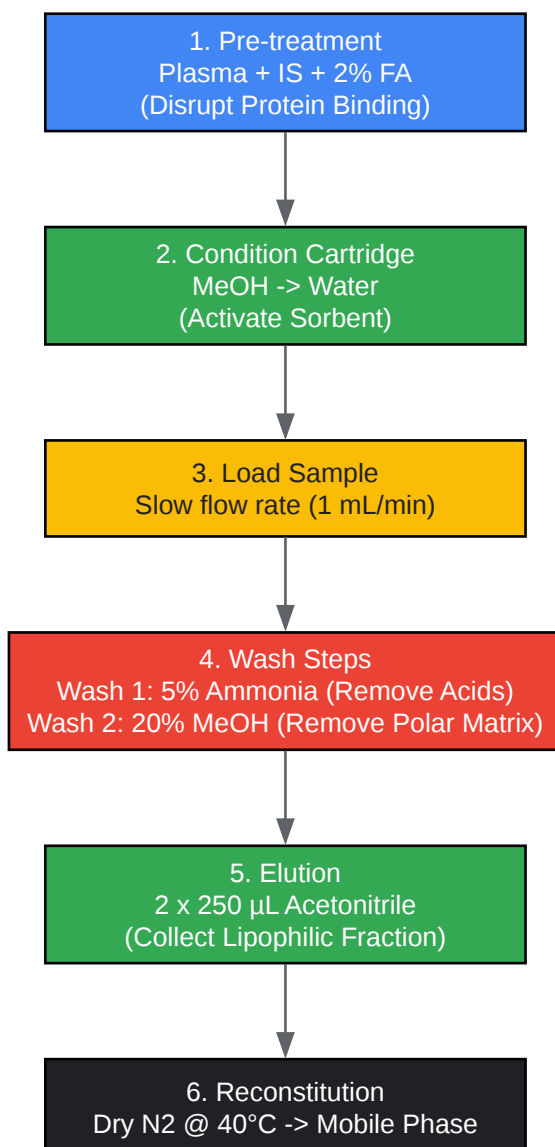 1. Pre-treatment
Plasma + IS + 2% FA
(Disrupt Protein Binding)
2. Condition Cartridge
MeOH -> Water
(Activate Sorbent)
3. Load Sample
Slow flow rate (1 mL/min)
4. Wash Steps
Wash 1: 5% Ammonia (Remove Acids)
Wash 2: 20% MeOH (Remove Polar Matrix)
5. Elution
2 x 250 µL Acetonitrile
(Collect Lipophilic Fraction)
6. Reconstitution
Dry N2 @ 40°C -> Mobile Phase